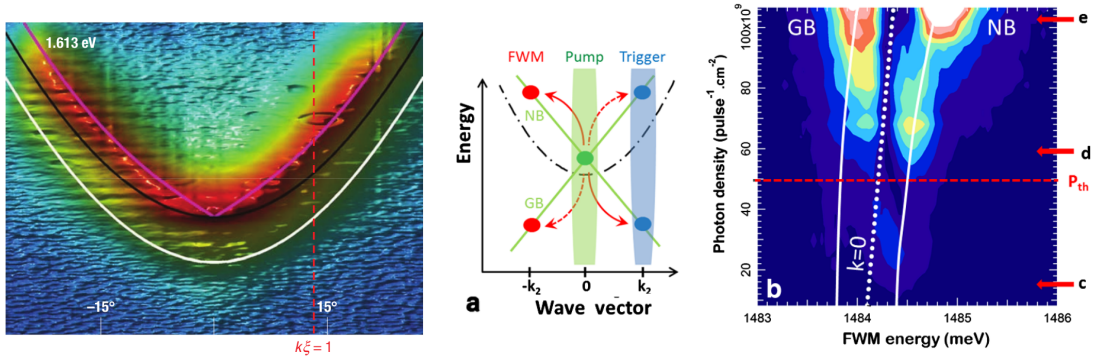 1.613 eV
−15°
15°
kξ = 1
FWM Pump Trigger
NB
GB
Energy
-k₂ 0 k₂
Wave vector
a
GB NB
k=0
b
Photon density (pulse⁻¹.cm⁻²)
100x10⁹
80
60
40
20
1483 1484 1485 1486
FWM energy (meV)
e
d
Pth
c